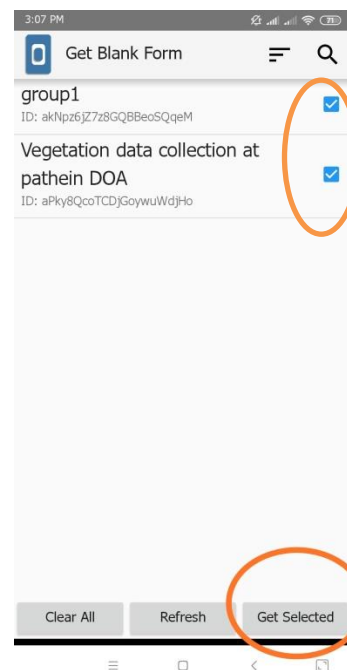 3:07 PM 71
Get Blank Form
group1
ID: akNpz6jZ7z8GQBBeoSQqeM
Vegetation data collection at
pathein DOA
ID: aPky8QcoTCDjGoywuWdjHo
Clear All Refresh Get Selected